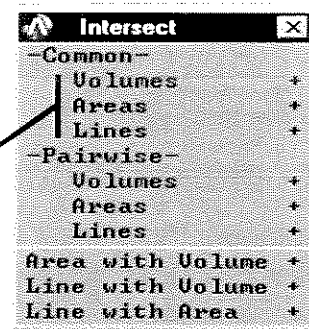 Intersect
-Common-
Volumes +
Areas +
Lines +
-Pairwise-
Volumes +
Areas +
Lines +
Area with Volume +
Line with Volume +
Line with Area +